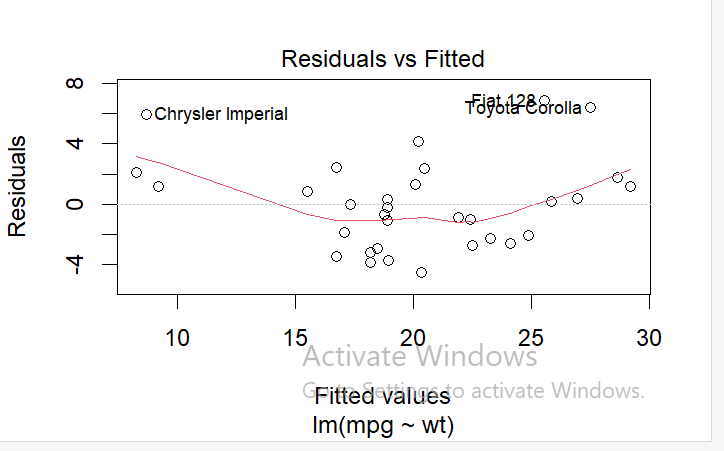 Residuals vs Fitted
Residuals
8
4
0
-4
Chrysler Imperial
Fiat 128
Toyota Corolla
10 15 20 25 30
Activate Windows
Go to Settings to activate Windows.
Fitted values
lm(mpg ~ wt)